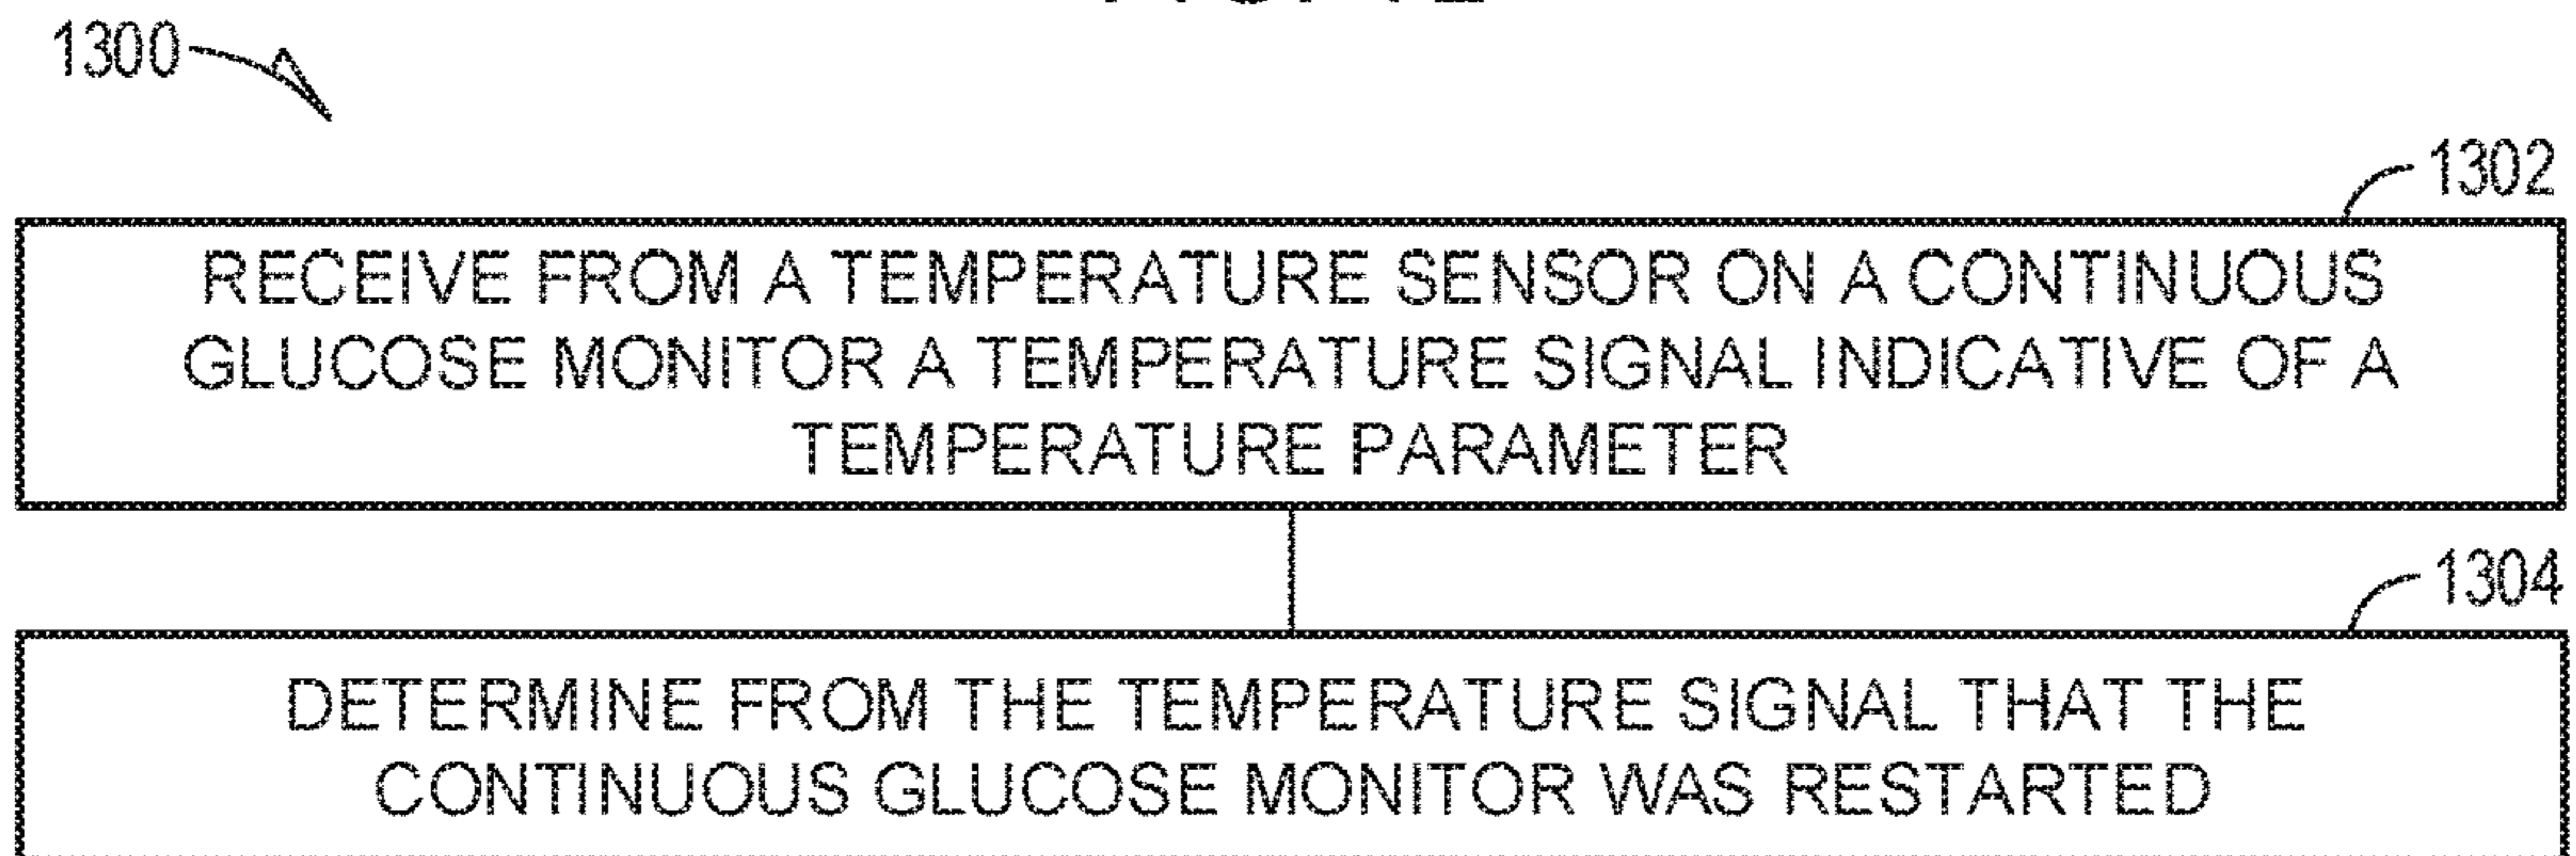 1300
1302
RECEIVE FROM A TEMPERATURE SENSOR ON A CONTINUOUS
GLUCOSE MONITOR A TEMPERATURE SIGNAL INDICATIVE OF A
TEMPERATURE PARAMETER
1304
DETERMINE FROM THE TEMPERATURE SIGNAL THAT THE
CONTINUOUS GLUCOSE MONITOR WAS RESTARTED